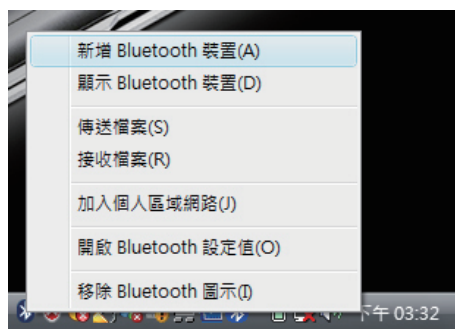 新增 Bluetooth 裝置(A)
顯示 Bluetooth 裝置(D)
傳送檔案(S)
接收檔案(R)
加入個人區域網路(J)
開啟 Bluetooth 設定值(O)
移除 Bluetooth 圖示(I)
下午 03:32